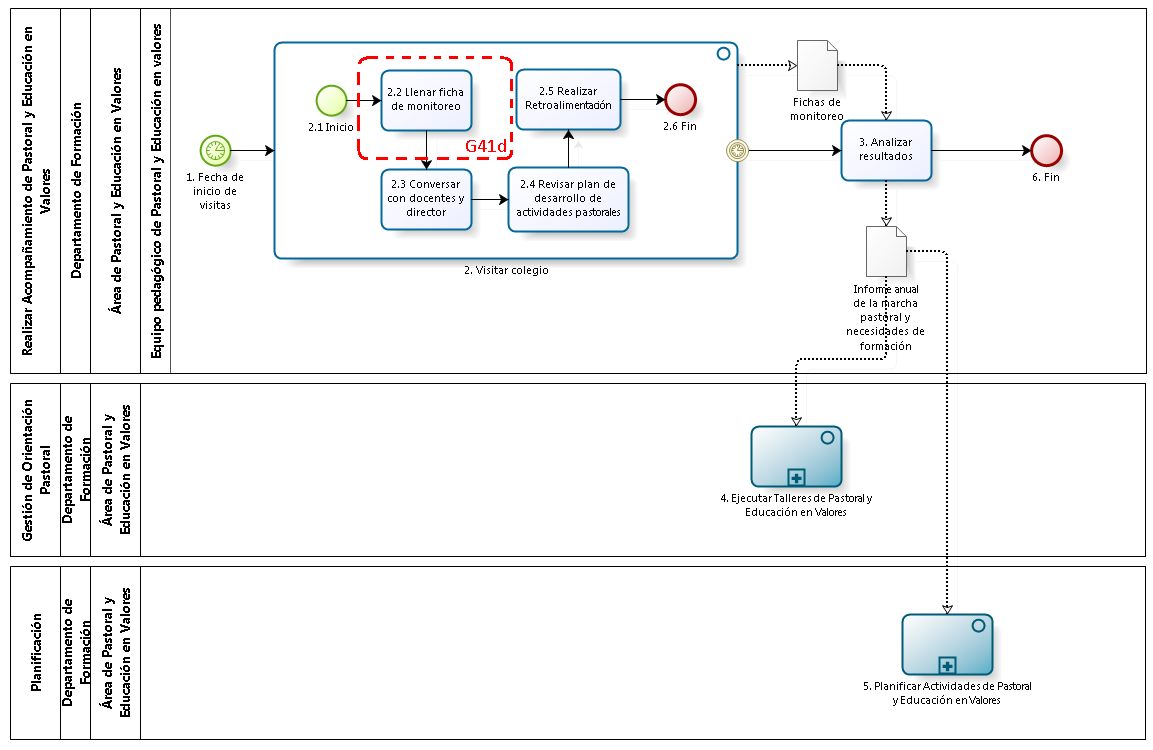 Realizar Acompañamiento de Pastoral y Educación en
Valores
Departamento de Formación
Área de Pastoral y Educación en Valores
Equipo pedagógico de Pastoral y Educación en valores
1. Fecha de
inicio de
visitas
2.1 Inicio
2.2 Llenar ficha
de monitoreo
G41d
2.3 Conversar
con docentes y
director
2.4 Revisar plan de
desarrollo de
actividades pastorales
2.5 Realizar
Retroalimentación
2.6 Fin
2. Visitar colegio
Fichas de
monitoreo
3. Analizar
resultados
6. Fin
Informe anual
de la marcha
pastoral y
necesidades de
formación
Gestión de Orientación
Pastoral
Departamento de
Formación
Área de Pastoral y
Educación en Valores
4. Ejecutar Talleres de Pastoral y
Educación en Valores
Planificación
Departamento de
Formación
Área de Pastoral y
Educación en Valores
5. Planificar Actividades de Pastoral
y Educación en Valores